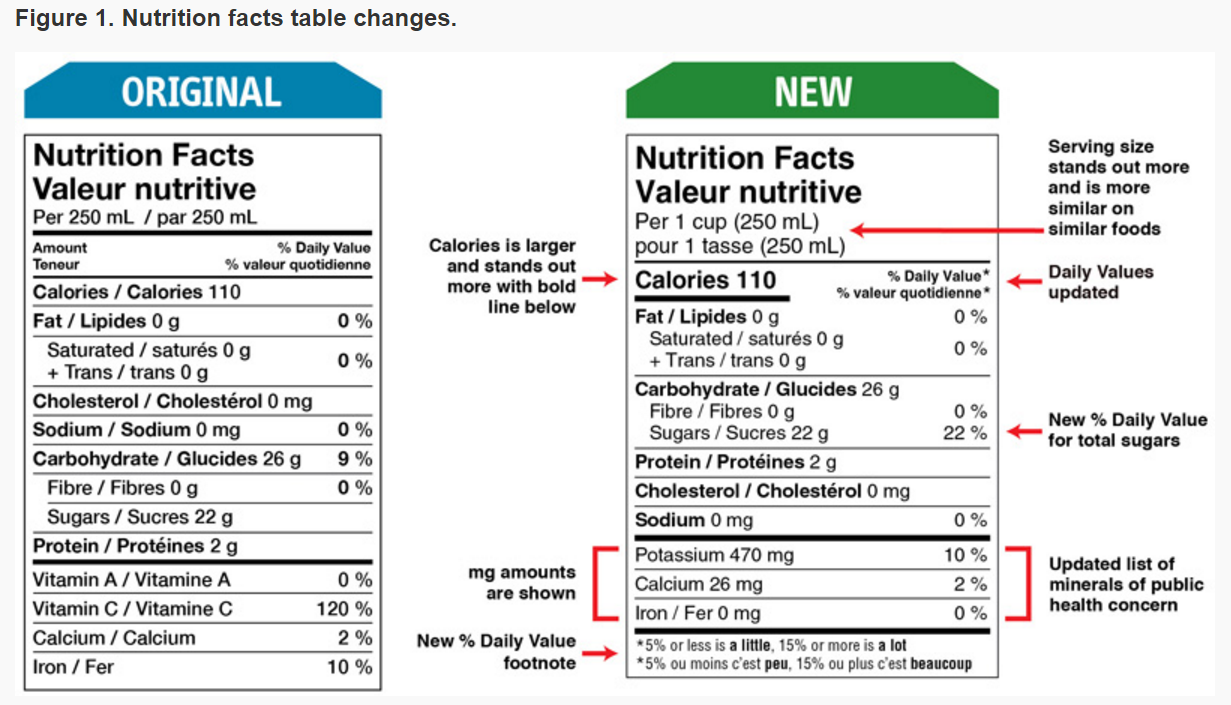 Figure 1. Nutrition facts table changes.
ORIGINAL
Nutrition Facts
Valeur nutritive
Per 250 mL / par 250 mL
Amount % Daily Value
Teneur % valeur quotidienne
Calories / Calories 110
Fat / Lipides 0 g 0 %
Saturated / saturés 0 g
+ Trans / trans 0 g 0 %
Cholesterol / Cholestérol 0 mg
Sodium / Sodium 0 mg 0 %
Carbohydrate / Glucides 26 g 9 %
Fibre / Fibres 0 g 0 %
Sugars / Sucres 22 g
Protein / Protéines 2 g
Vitamin A / Vitamine A 0 %
Vitamin C / Vitamine C 120 %
Calcium / Calcium 2 %
Iron / Fer 10 %
Calories is larger
and stands out
more with bold
line below
mg amounts
are shown
New % Daily Value
footnote
NEW
Nutrition Facts
Valeur nutritive
Per 1 cup (250 mL)
pour 1 tasse (250 mL)
Calories 110 % Daily Value*
% valeur quotidienne*
Fat / Lipides 0 g 0 %
Saturated / saturés 0 g
+ Trans / trans 0 g 0 %
Carbohydrate / Glucides 26 g
Fibre / Fibres 0 g 0 %
Sugars / Sucres 22 g 22 %
Protein / Protéines 2 g
Cholesterol / Cholestérol 0 mg
Sodium 0 mg 0 %
Potassium 470 mg 10 %
Calcium 26 mg 2 %
Iron / Fer 0 mg 0 %
*5% or less is a little, 15% or more is a lot
*5% ou moins c'est peu, 15% ou plus c'est beaucoup
Serving size
stands out more
and is more
similar on
similar foods
Daily Values
updated
New % Daily Value
for total sugars
Updated list of
minerals of public
health concern